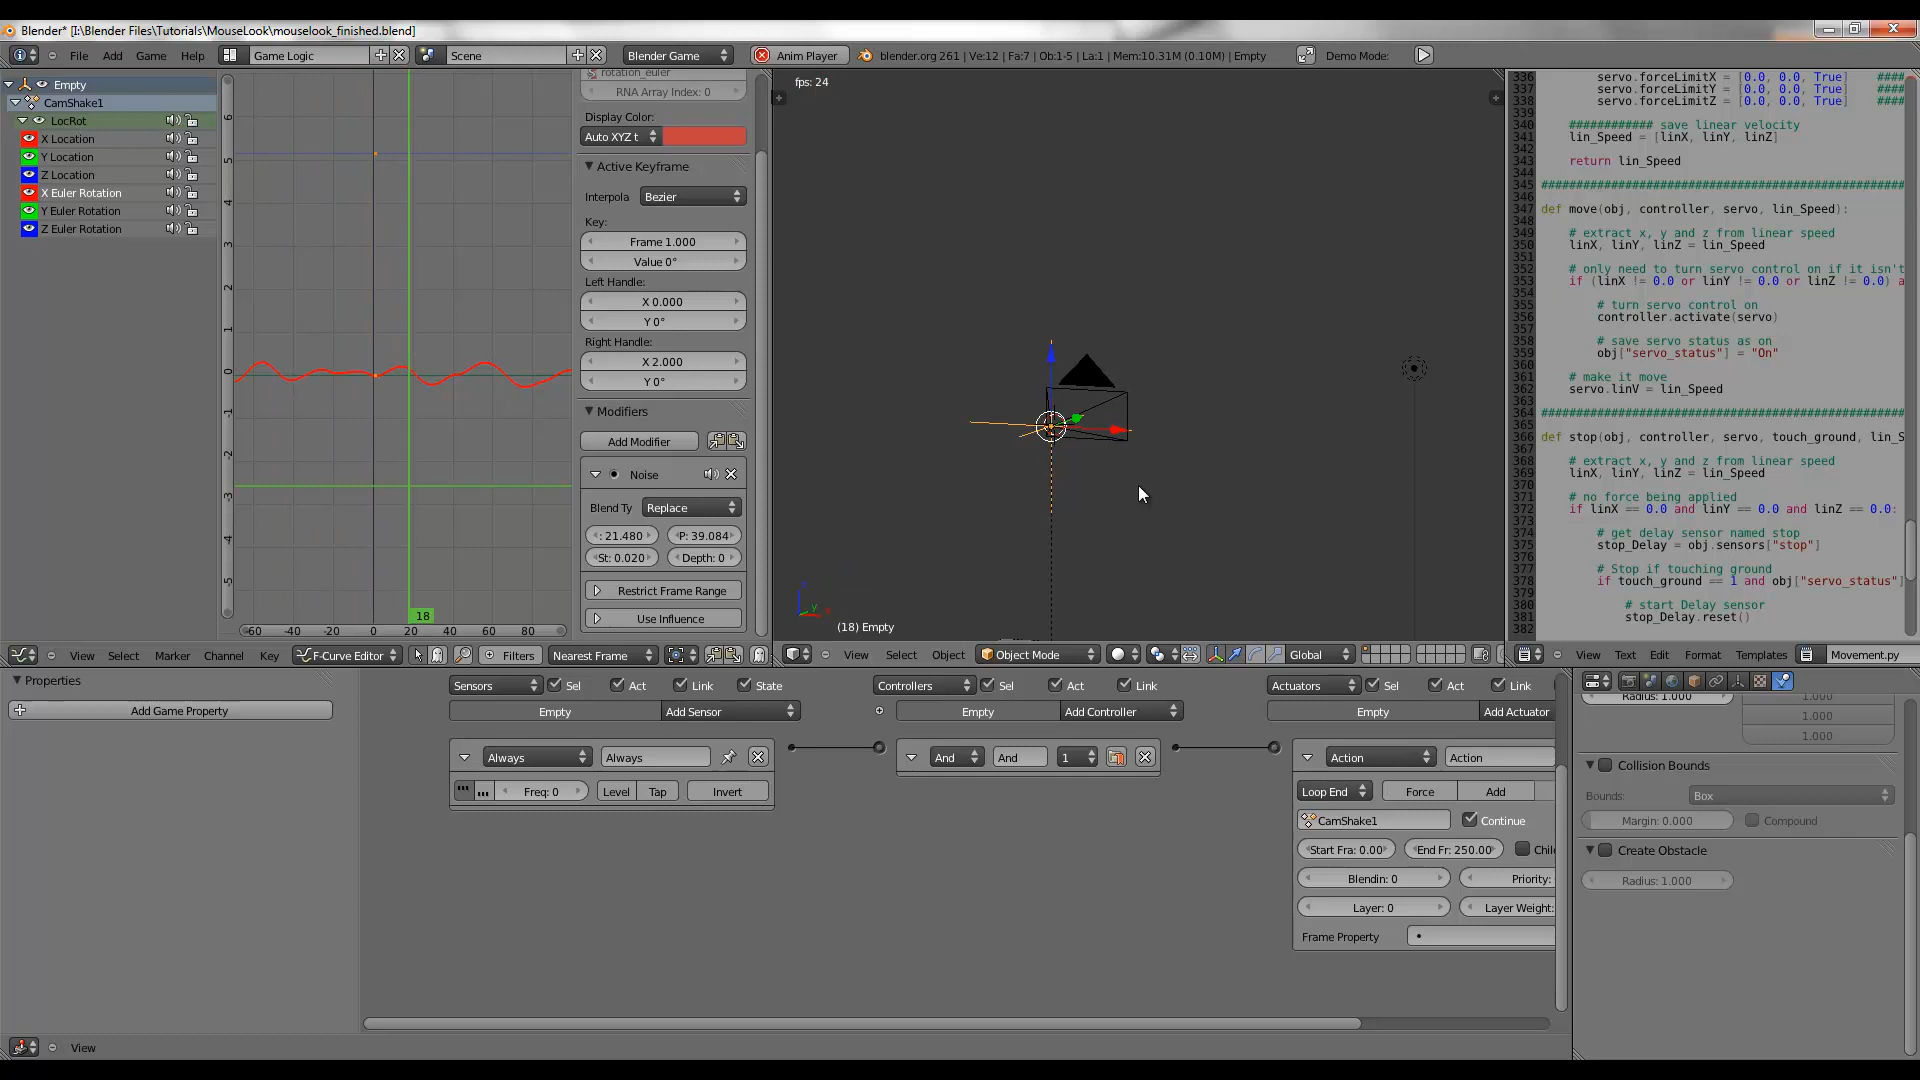 Blender* [I:\Blender Files\Tutorials\MouseLook\mouselook_finished.blend]
File Add Game Help Game Logic Scene Blender Game Anim Player blender.org 261 | Ve:12 | Fa:7 | Ob:1-5 | La:1 | Mem:10.31M (0.10M) | Empty Demo Mode:
Empty
CamShake1
LocRot
X Location
Y Location
Z Location
X Euler Rotation
Y Euler Rotation
Z Euler Rotation
6
5
4
3
2
1
0
-1
-2
-3
-4
-5
18
-60 -40 -20 0 20 40 60 80
rotation_euler
RNA Array Index: 0
Display Color:
Auto XYZ t
Active Keyframe
Interpola Bezier
Key:
Frame 1.000
Value 0°
Left Handle:
X 0.000
Y 0°
Right Handle:
X 2.000
Y 0°
Modifiers
Add Modifier
Noise
Blend Ty Replace
: 21.480 P: 39.084
St: 0.020 Depth: 0
Restrict Frame Range
Use Influence
View Select Marker Channel Key F-Curve Editor Filters Nearest Frame
fps: 24
(18) Empty
View Select Object Object Mode Global
336 servo.forceLimitX = [0.0, 0.0, True] ####
337 servo.forceLimitY = [0.0, 0.0, True] ####
338 servo.forceLimitZ = [0.0, 0.0, True] ####
339
340 ############ save linear velocity
341 lin_Speed = [linX, linY, linZ]
342
343 return lin_Speed
344
345 ####################################################
346
347 def move(obj, controller, servo, lin_Speed):
348
349 # extract x, y and z from linear speed
350 linX, linY, linZ = lin_Speed
351
352 # only need to turn servo control on if it isn't
353 if (linX != 0.0 or linY != 0.0 or linZ != 0.0) a
354
355 # turn servo control on
356 controller.activate(servo)
357
358 # save servo status as on
359 obj["servo_status"] = "On"
360
361 # make it move
362 servo.linV = lin_Speed
363
364 ####################################################
365
366 def stop(obj, controller, servo, touch_ground, lin_S
367
368 # extract x, y and z from linear speed
369 linX, linY, linZ = lin_Speed
370
371 # no force being applied
372 if linX == 0.0 and linY == 0.0 and linZ == 0.0:
373
374 # get delay sensor named stop
375 stop_Delay = obj.sensors["stop"]
376
377 # Stop if touching ground
378 if touch_ground == 1 and obj["servo_status"]
379
380 # start Delay sensor
381 stop_Delay.reset()
382
View Text Edit Format Templates Movement.py
Properties
Add Game Property
Sensors Sel Act Link State
Empty Add Sensor
Always Always
Freq: 0 Level Tap Invert
Controllers Sel Act Link
Empty Add Controller
And And 1
Actuators Sel Act Link
Empty Add Actuator
Action Action
Loop End Force Add
CamShake1 Continue
Start Fra: 0.00 End Fr: 250.00 Chil
Blendin: 0 Priority:
Layer: 0 Layer Weight:
Frame Property
Radius: 1.000 1.000
1.000
1.000
Collision Bounds
Bounds: Box
Margin: 0.000 Compound
Create Obstacle
Radius: 1.000
View